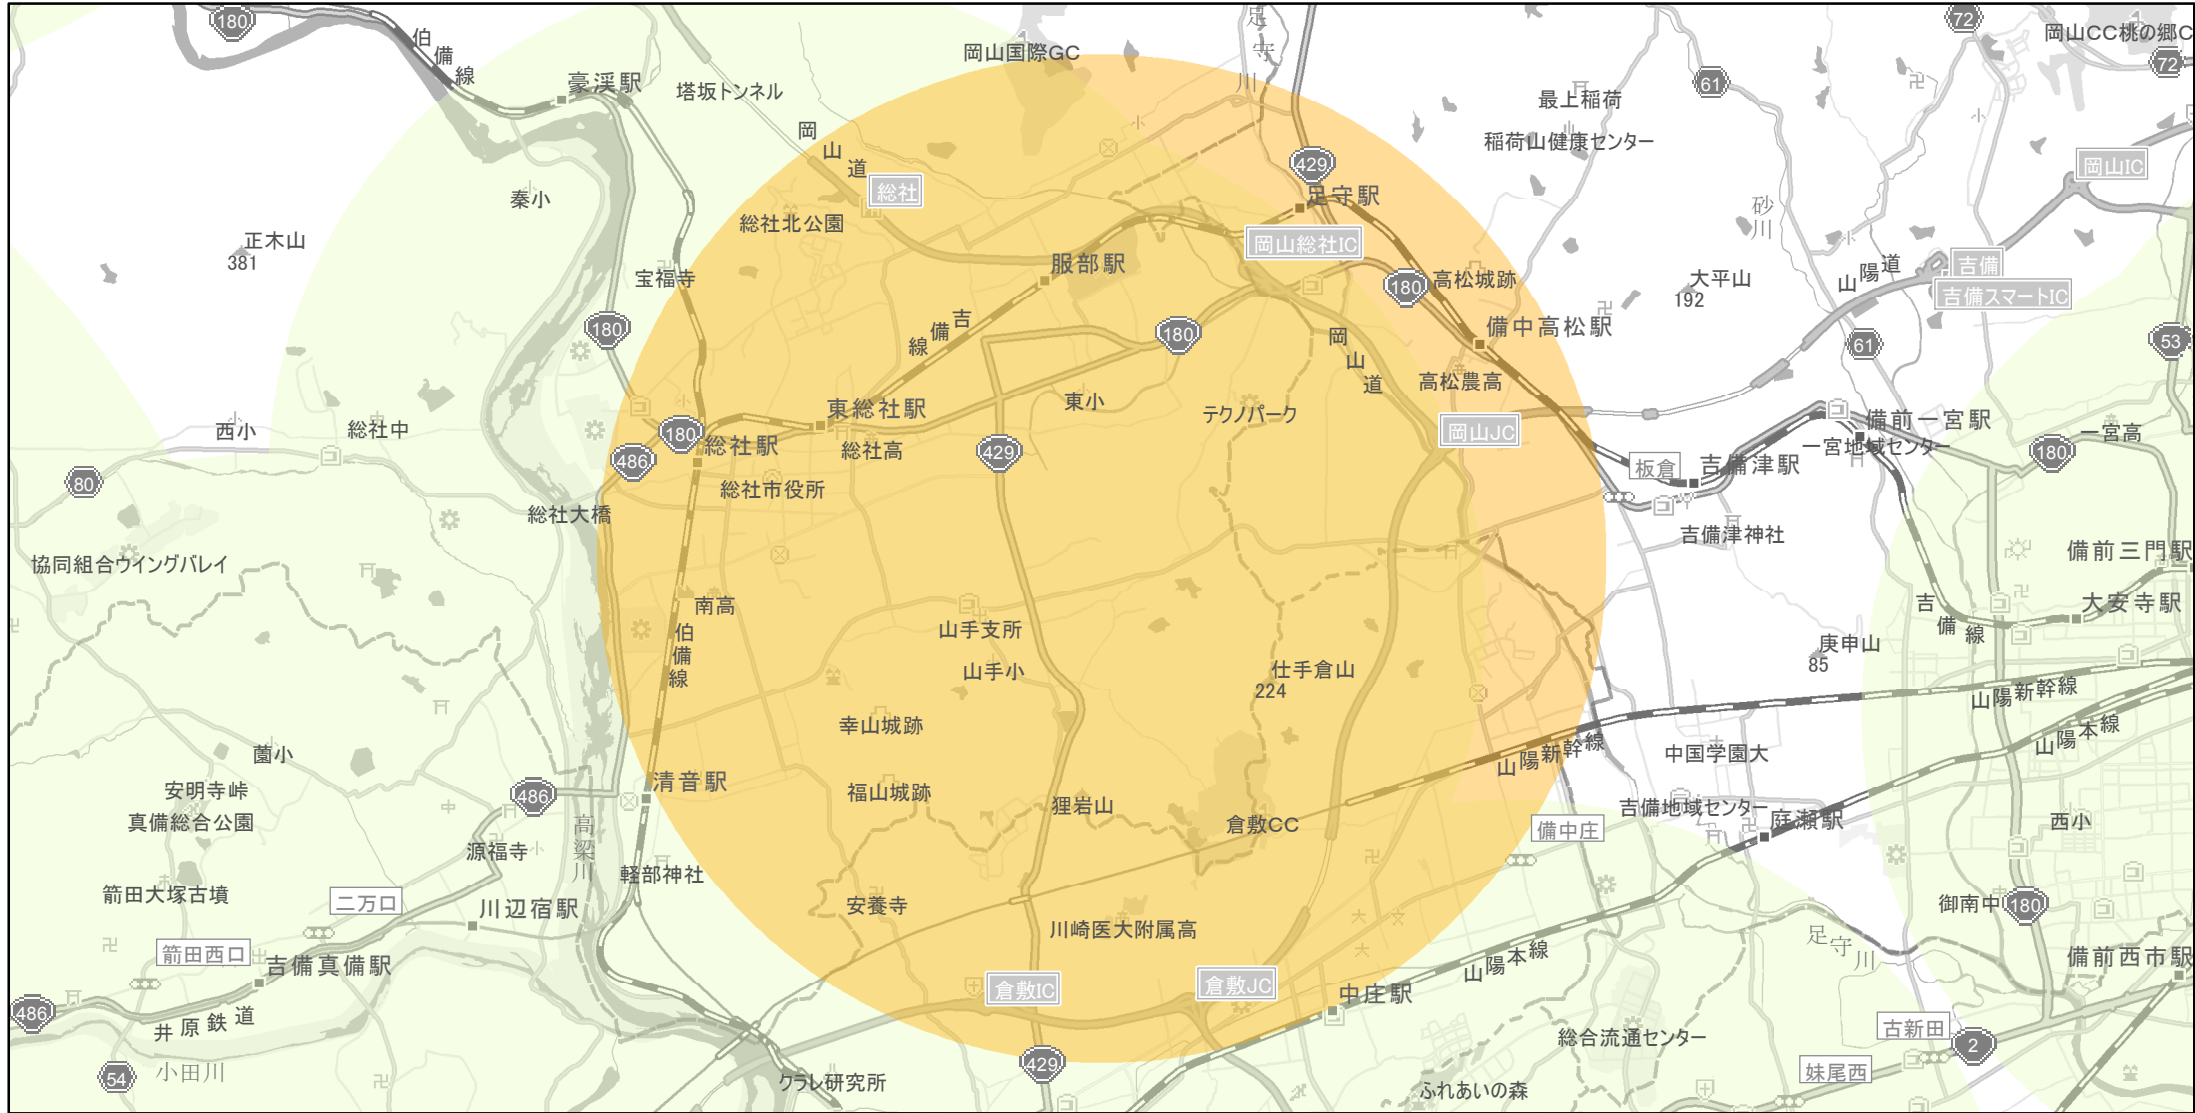 180
伯備線
豪渓駅
塔坂トンネル
岡山国際GC
足守川
72
岡山CC桃の郷C
72
61
最上稲荷
稲荷山健康センター
岡山道
総社
429
足守駅
岡山IC
秦小
総社北公園
正木山
381
宝福寺
服部駅
岡山総社IC
180
高松城跡
砂川
大平山
192
山陽道
吉備
吉備スマートIC
180
吉備線
180
岡山道
備中高松駅
61
53
高松農高
東小
テクノパーク
東総社駅
西小
総社中
180
総社駅
総社高
429
岡山JC
備前一宮駅
一宮地域センター
一宮高
180
80
486
総社市役所
板倉
吉備津駅
総社大橋
吉備津神社
協同組合ウイングバレイ
備前三門駅
南高
大安寺駅
吉備線
伯備線
山手支所
山手小
仕手倉山
224
庚申山
85
山陽新幹線
山陽本線
幸山城跡
山陽新幹線
中国学園大
薗小
安明寺峠
真備総合公園
486
清音駅
福山城跡
狸岩山
倉敷CC
備中庄
吉備地域センター
庭瀬駅
西小
高梁川
源福寺
軽部神社
箭田大塚古墳
二万口
川辺宿駅
安養寺
川崎医大附属高
御南中
180
足守川
箭田西口
吉備真備駅
山陽本線
備前西市駅
倉敷IC
倉敷JC
中庄駅
486
井原鉄道
総合流通センター
古新田
2
429
54
小田川
クラレ研究所
妹尾西
ふれあいの森